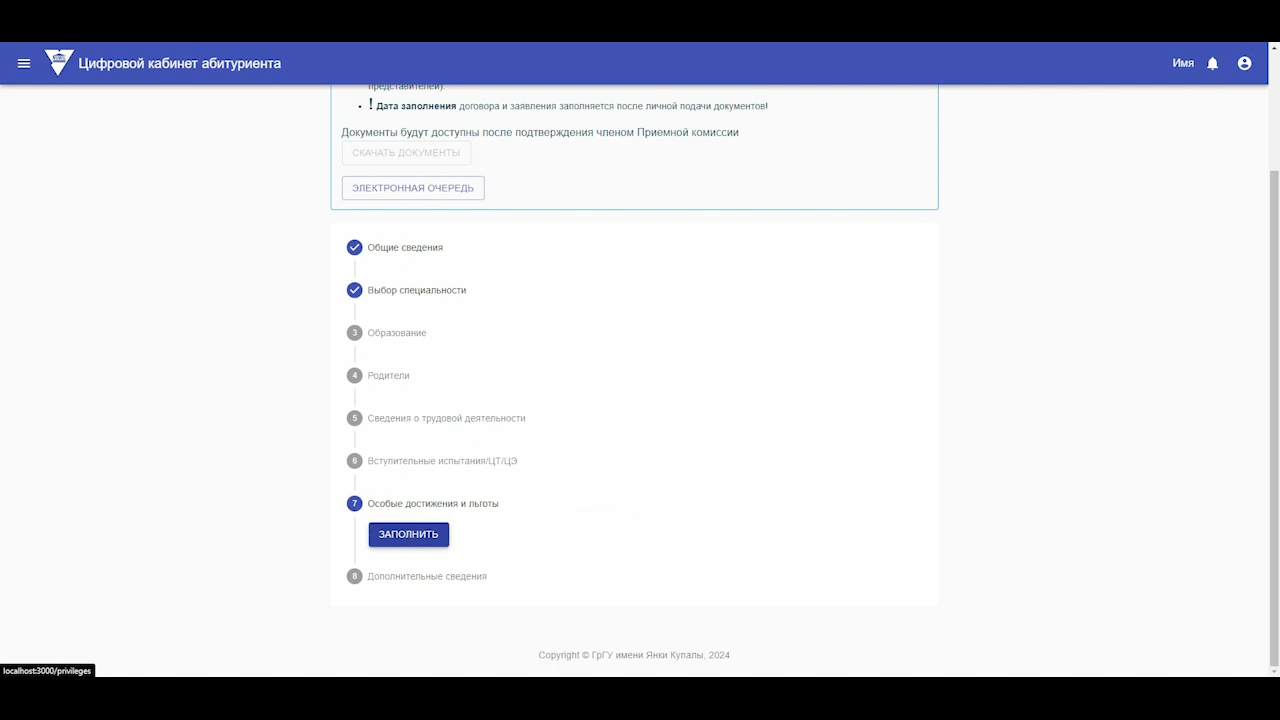 Цифровой кабинет абитуриента
Имя
представителей).
! Дата заполнения договора и заявления заполняется после личной подачи документов!
Документы будут доступны после подтверждения членом Приемной комиссии
СКАЧАТЬ ДОКУМЕНТЫ
ЭЛЕКТРОННАЯ ОЧЕРЕДЬ
Общие сведения
Выбор специальности
3 Образование
4 Родители
5 Сведения о трудовой деятельности
6 Вступительные испытания/ЦТ/ЦЭ
7 Особые достижения и льготы
ЗАПОЛНИТЬ
8 Дополнительные сведения
Copyright © ГрГУ имени Янки Купалы, 2024
localhost:3000/privileges